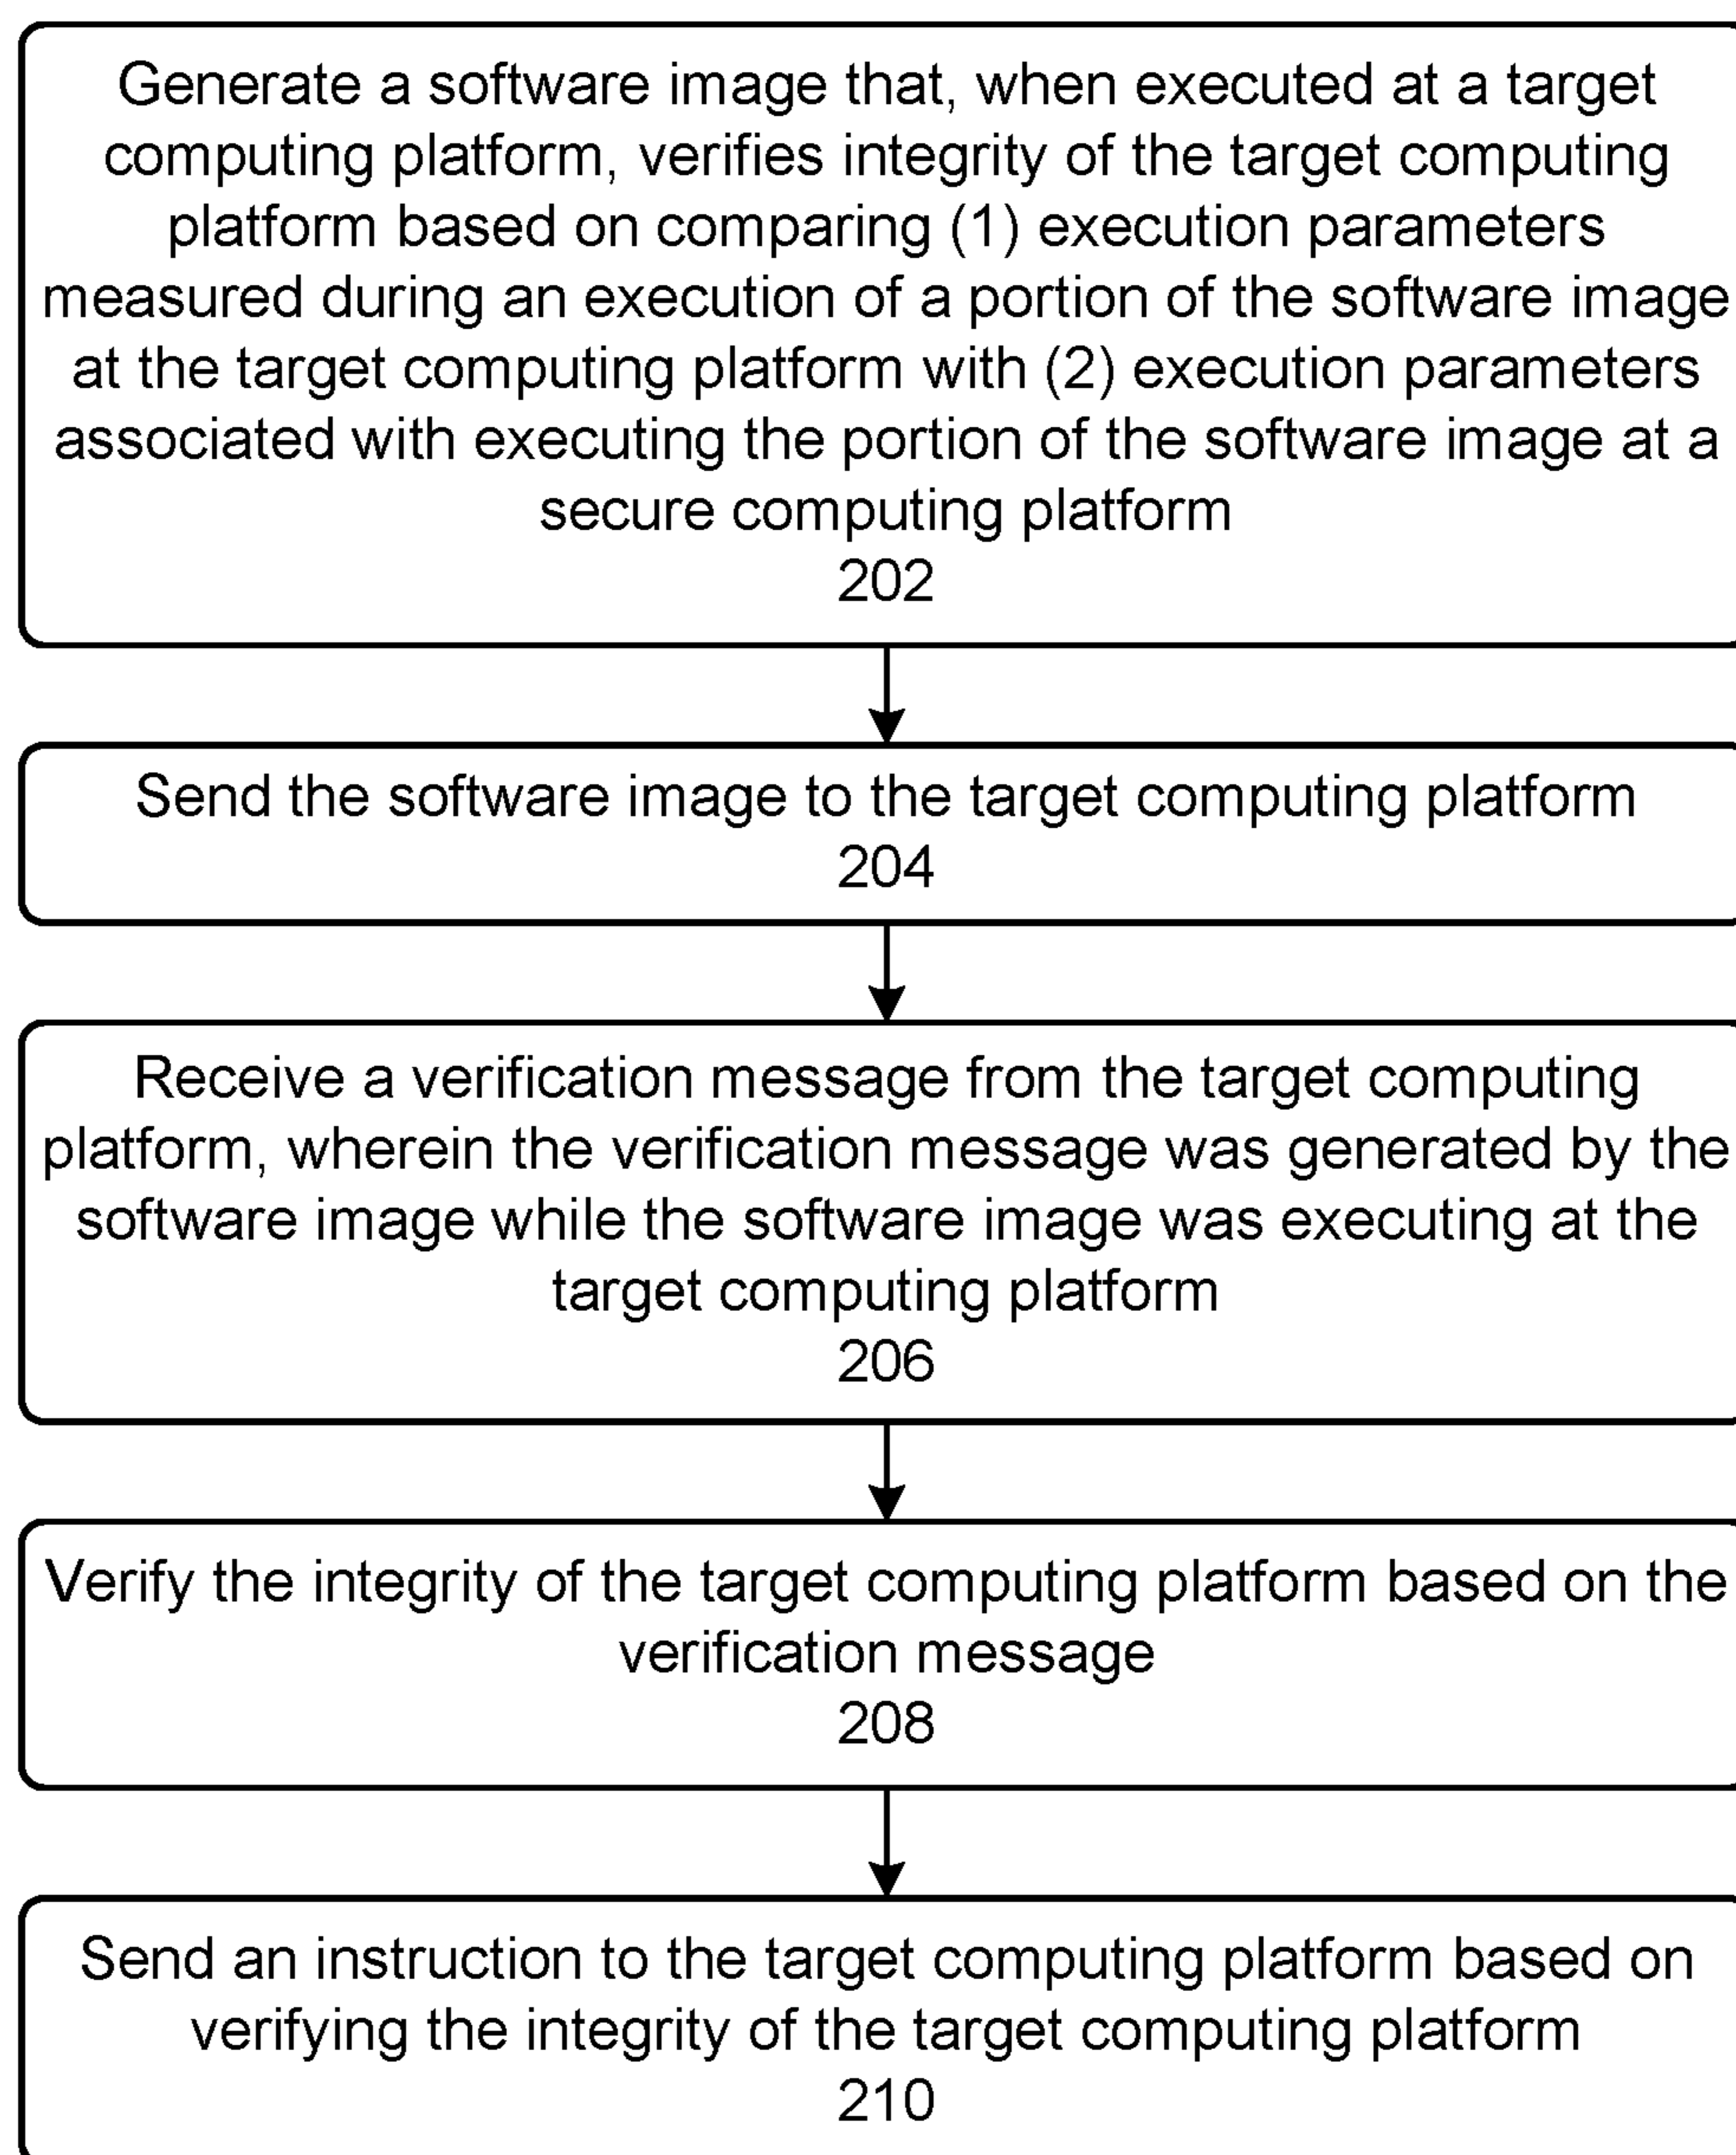 Generate a software image that, when executed at a target
computing platform, verifies integrity of the target computing
platform based on comparing (1) execution parameters
measured during an execution of a portion of the software image
at the target computing platform with (2) execution parameters
associated with executing the portion of the software image at a
secure computing platform
202
Send the software image to the target computing platform
204
Receive a verification message from the target computing
platform, wherein the verification message was generated by the
software image while the software image was executing at the
target computing platform
206
Verify the integrity of the target computing platform based on the
verification message
208
Send an instruction to the target computing platform based on
verifying the integrity of the target computing platform
210